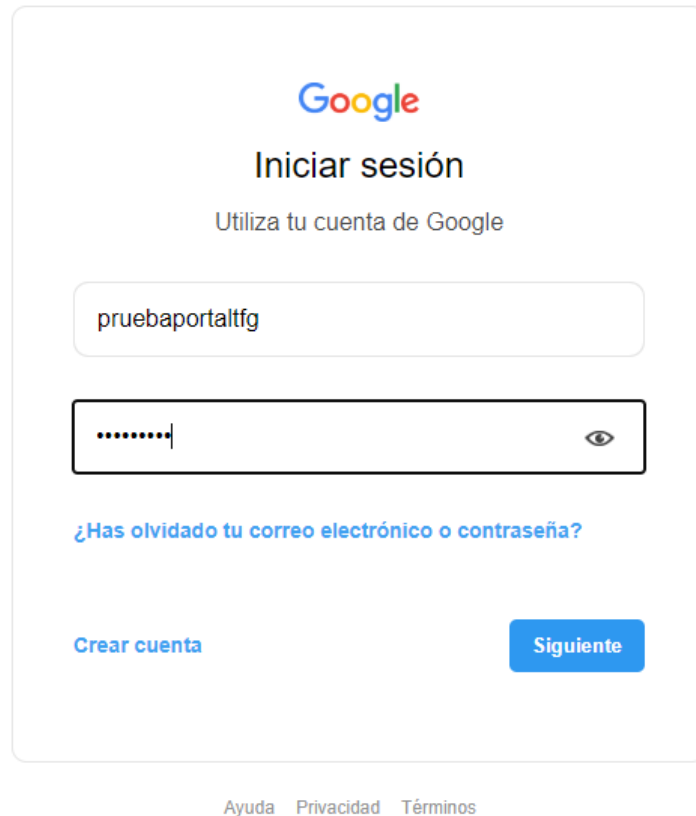 Google
Iniciar sesión
Utiliza tu cuenta de Google
pruebaportaltfg
•••••••••
¿Has olvidado tu correo electrónico o contraseña?
Crear cuenta Siguiente
Ayuda Privacidad Términos